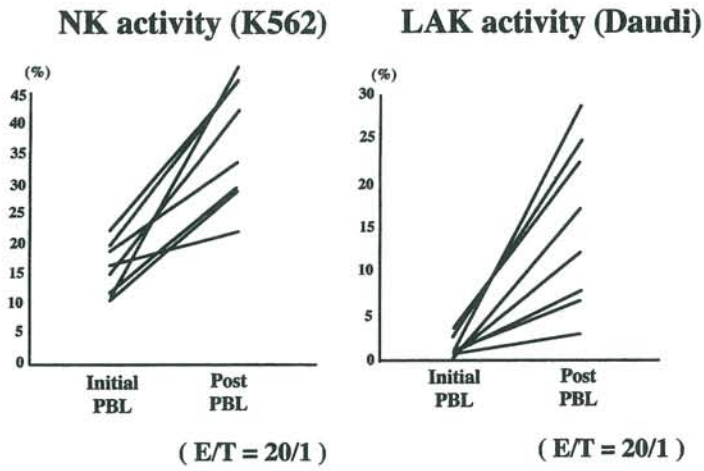 NK activity (K562)
(%)
45
40
35
30
25
20
15
10
5
0
Initial
PBL
Post
PBL
( E/T = 20/1 )
LAK activity (Daudi)
(%)
30
25
20
15
10
5
0
Initial
PBL
Post
PBL
( E/T = 20/1 )